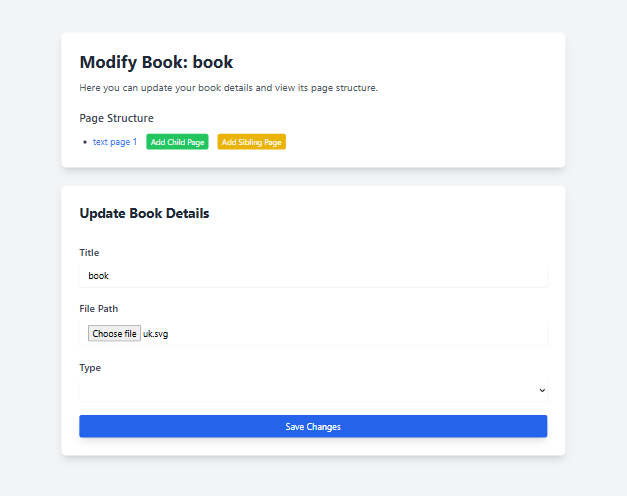 Modify Book: book
Here you can update your book details and view its page structure.
Page Structure
text page 1 Add Child Page Add Sibling Page
Update Book Details
Title
book
File Path
Choose file uk.svg
Type
Save Changes